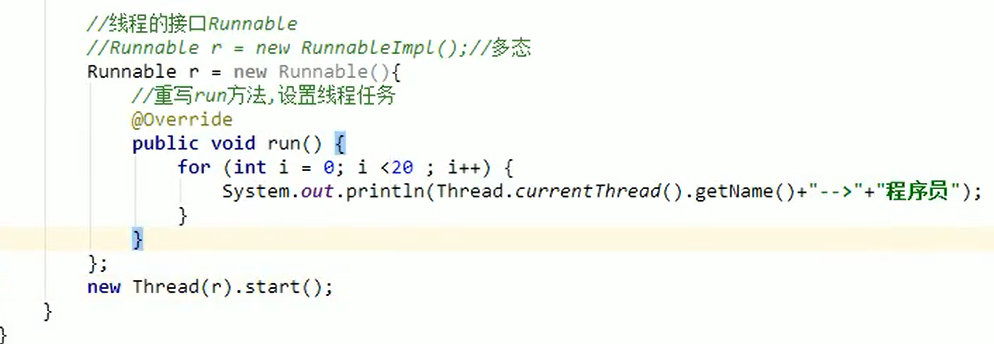 //线程的接口Runnable
//Runnable r = new RunnableImpl();//多态
Runnable r = new Runnable(){
//重写run方法,设置线程任务
@Override
public void run() {
for (int i = 0; i <20 ; i++) {
System.out.println(Thread.currentThread().getName()+"-->"+"程序员");
}
}
};
new Thread(r).start();
}
}